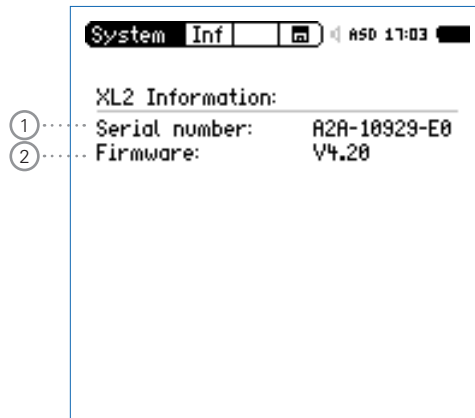 System Inf ASD 17:03
XL2 Information:
1 Serial number: A2A-10929-E0
2 Firmware: V4.20